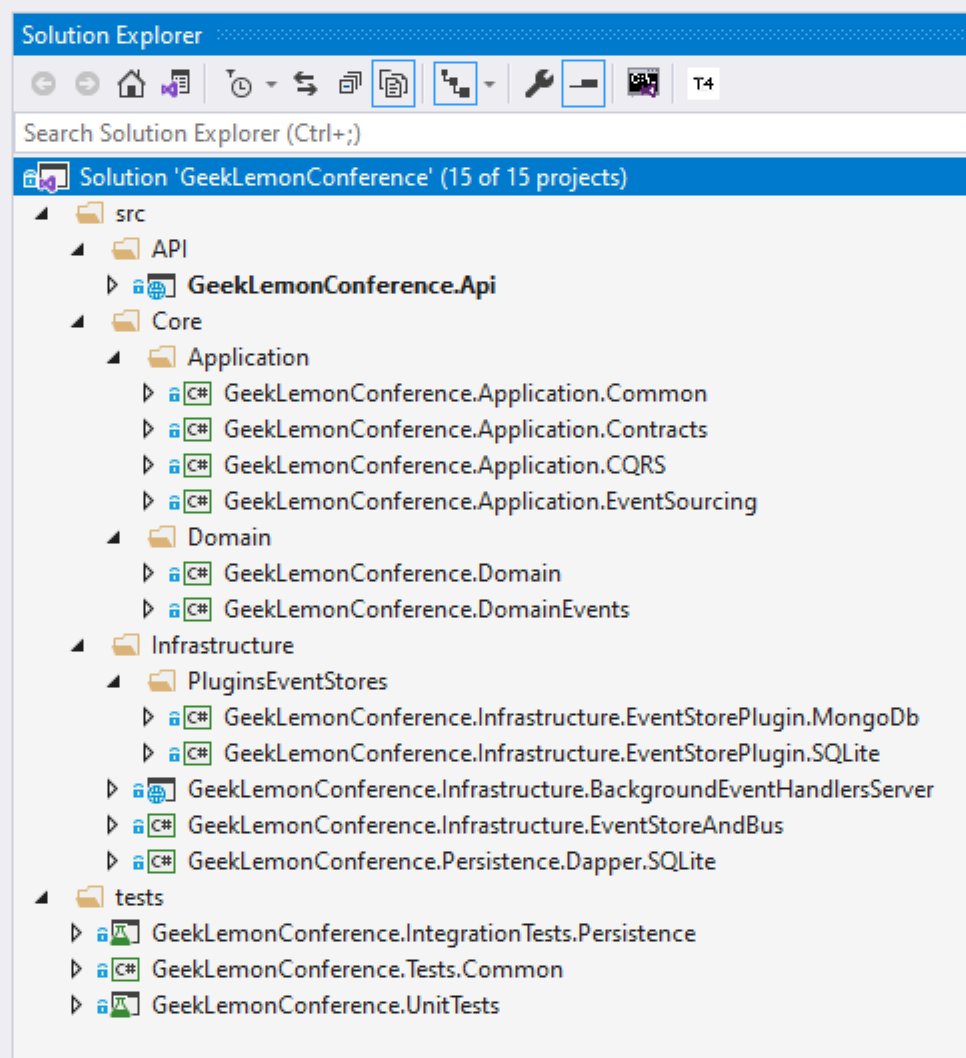 Solution Explorer
T4
Search Solution Explorer (Ctrl+;)
Solution 'GeekLemonConference' (15 of 15 projects)
src
API
GeekLemonConference.Api
Core
Application
C# GeekLemonConference.Application.Common
C# GeekLemonConference.Application.Contracts
C# GeekLemonConference.Application.CQRS
C# GeekLemonConference.Application.EventSourcing
Domain
C# GeekLemonConference.Domain
C# GeekLemonConference.DomainEvents
Infrastructure
PluginsEventStores
C# GeekLemonConference.Infrastructure.EventStorePlugin.MongoDb
C# GeekLemonConference.Infrastructure.EventStorePlugin.SQLite
GeekLemonConference.Infrastructure.BackgroundEventHandlersServer
C# GeekLemonConference.Infrastructure.EventStoreAndBus
C# GeekLemonConference.Persistence.Dapper.SQLite
tests
GeekLemonConference.IntegrationTests.Persistence
C# GeekLemonConference.Tests.Common
GeekLemonConference.UnitTests